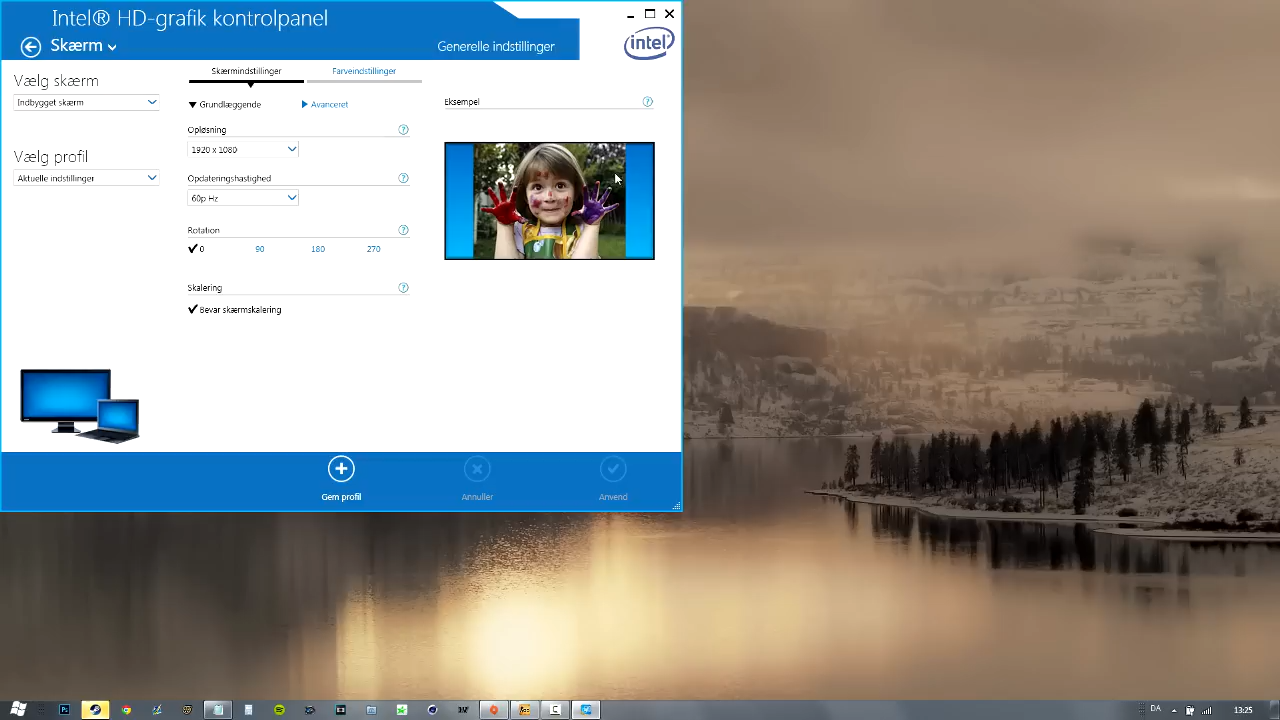 Intel® HD-grafik kontrolpanel
Skærm
Generelle indstillinger
intel
Vælg skærm
Indbygget skærm
Vælg profil
Aktuelle indstillinger
Skærmindstillinger
Farveindstillinger
Grundlæggende
Avanceret
Opløsning
?
1920 x 1080
Opdateringshastighed
?
60p Hz
Rotation
?
0
90
180
270
Skalering
?
Bevar skærmskalering
Eksempel
?
Gem profil
Annuller
Anvend
Ps
DA
13:25